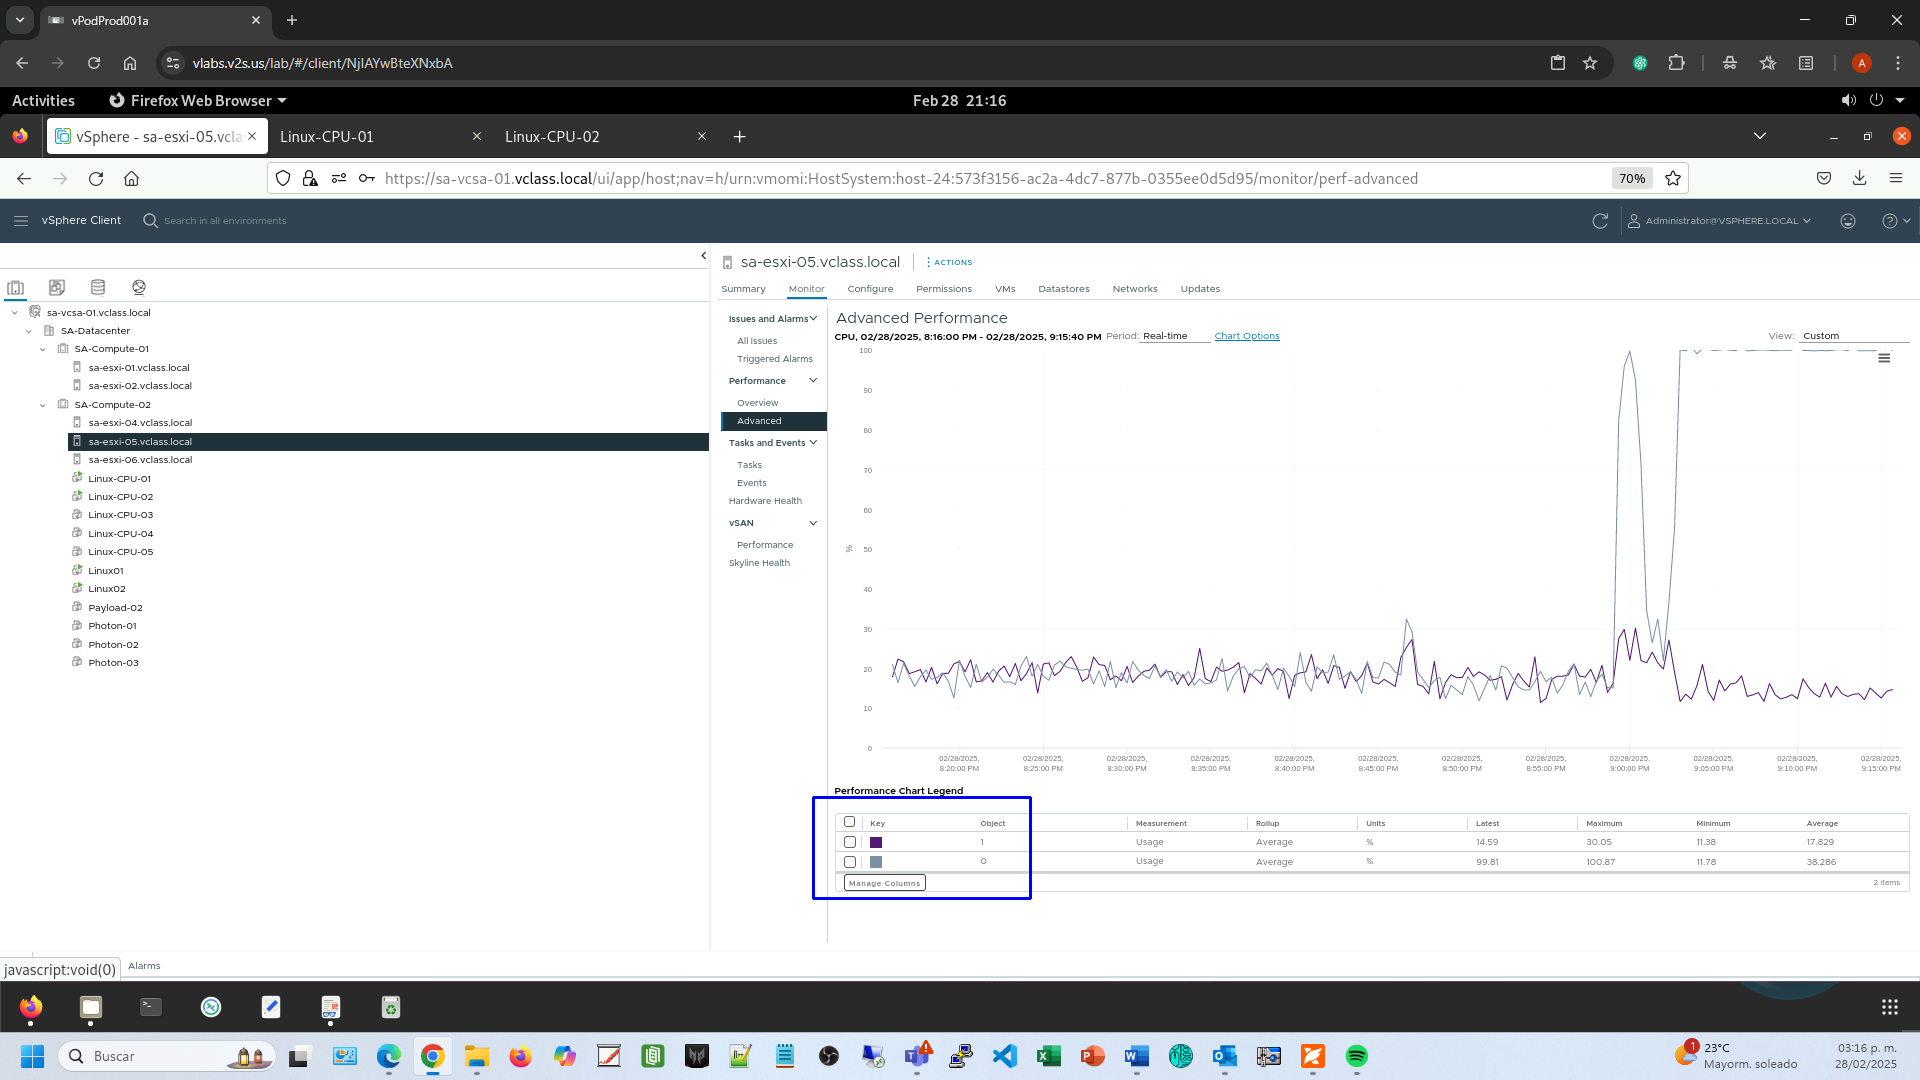 vPodProd001a
vlabs.v2s.us/lab/#/client/NjIAYwBteXNxbA
A
Activities
Firefox Web Browser
Feb 28 21:16
vSphere - sa-esxi-05.vcla
Linux-CPU-01
Linux-CPU-02
https://sa-vcsa-01.vclass.local/ui/app/host;nav=h/urn:vmomi:HostSystem:host-24:573f3156-ac2a-4dc7-877b-0355ee0d5d95/monitor/perf-advanced
70%
vSphere Client
Search in all environments
Administrator@VSPHERE.LOCAL
sa-vcsa-01.vclass.local
SA-Datacenter
SA-Compute-01
sa-esxi-01.vclass.local
sa-esxi-02.vclass.local
SA-Compute-02
sa-esxi-04.vclass.local
sa-esxi-05.vclass.local
sa-esxi-06.vclass.local
Linux-CPU-01
Linux-CPU-02
Linux-CPU-03
Linux-CPU-04
Linux-CPU-05
Linux01
Linux02
Payload-02
Photon-01
Photon-02
Photon-03
sa-esxi-05.vclass.local
ACTIONS
Summary Monitor Configure Permissions VMs Datastores Networks Updates
Issues and Alarms
All Issues
Triggered Alarms
Performance
Overview
Advanced
Tasks and Events
Tasks
Events
Hardware Health
vSAN
Performance
Skyline Health
Advanced Performance
CPU, 02/28/2025, 8:16:00 PM - 02/28/2025, 9:15:40 PM Period: Real-time Chart Options View: Custom
100
90
80
70
60
50
40
30
20
10
0
%
02/28/2025, 8:20:00 PM
02/28/2025, 8:25:00 PM
02/28/2025, 8:30:00 PM
02/28/2025, 8:35:00 PM
02/28/2025, 8:40:00 PM
02/28/2025, 8:45:00 PM
02/28/2025, 8:50:00 PM
02/28/2025, 8:55:00 PM
02/28/2025, 9:00:00 PM
02/28/2025, 9:05:00 PM
02/28/2025, 9:10:00 PM
02/28/2025, 9:15:00 PM
Performance Chart Legend
Key Object Measurement Rollup Units Latest Maximum Minimum Average
1 Usage Average % 14.59 30.05 11.38 17.829
0 Usage Average % 99.81 100.87 11.78 38.286
Manage Columns
2 items
javascript:void(0)
Alarms
Buscar
1
23°C
Mayorm. soleado
03:16 p. m.
28/02/2025